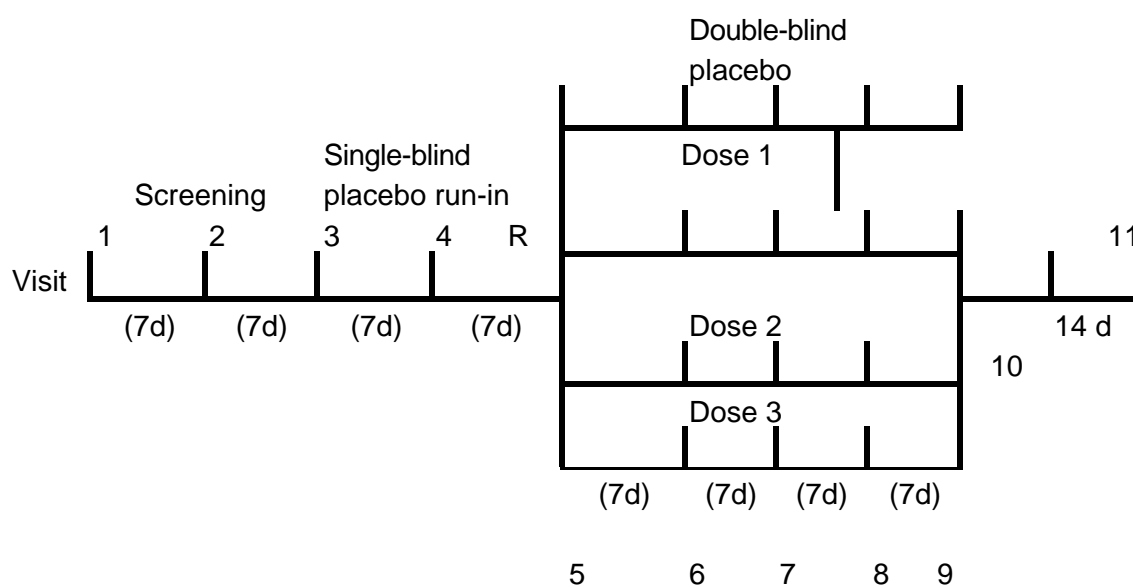 Double-blind
placebo
Dose 1
Single-blind
placebo run-in
Screening
1 2 3 4 R 11
Visit
(7d) (7d) (7d) (7d) Dose 2 14 d
10
Dose 3
(7d) (7d) (7d) (7d)
5 6 7 8 9